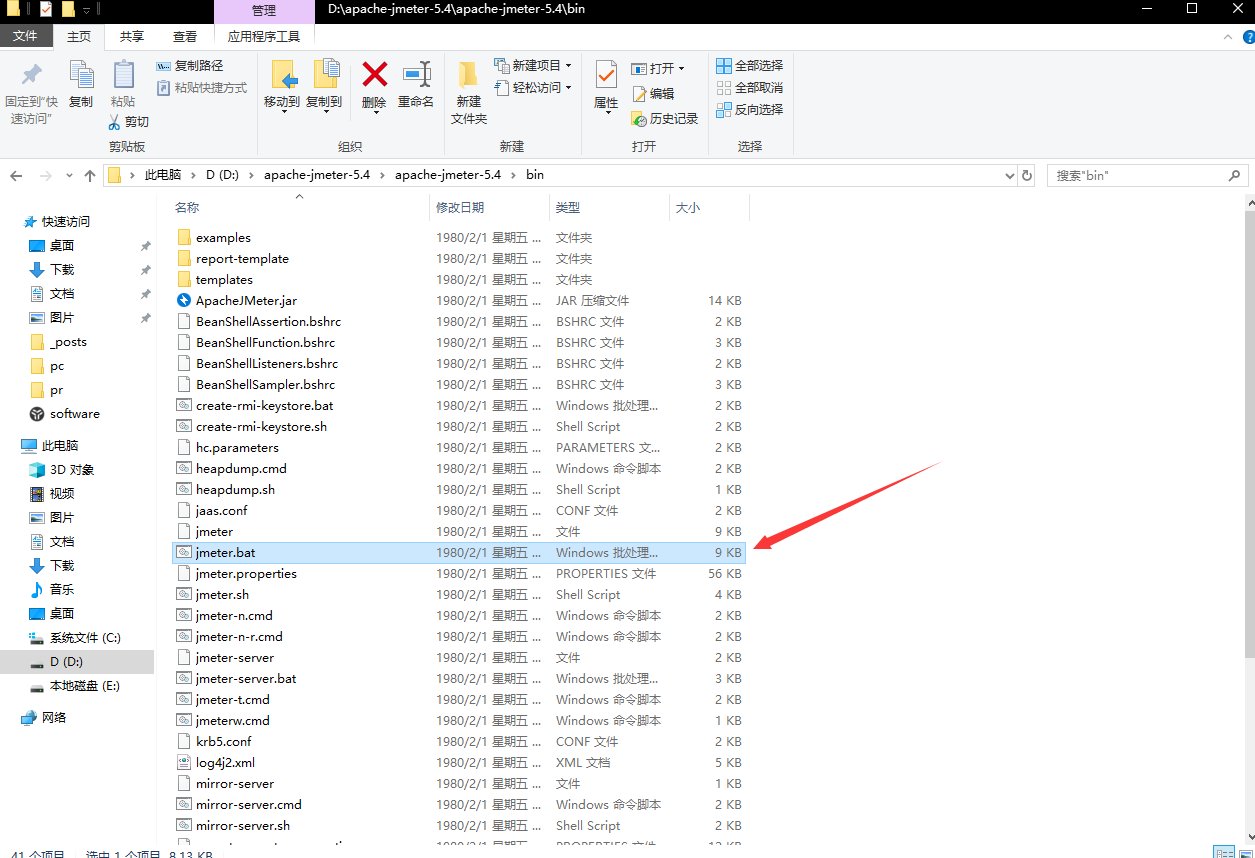 管理
D:\apache-jmeter-5.4\apache-jmeter-5.4\bin
文件 主页 共享 查看 应用程序工具
固定到"快速访问"
复制
粘贴
复制路径
粘贴快捷方式
剪切
剪贴板
移动到 复制到 删除 重命名
组织
新建文件夹
新建项目
轻松访问
新建
属性
打开
编辑
历史记录
打开
全部选择
全部取消
反向选择
选择
此电脑 D (D:) apache-jmeter-5.4 apache-jmeter-5.4 bin
搜索"bin"
快速访问
桌面
下载
文档
图片
_posts
pc
pr
software
此电脑
3D 对象
视频
图片
文档
下载
音乐
桌面
系统文件 (C:)
D (D:)
本地磁盘 (E:)
网络
名称 修改日期 类型 大小
examples 1980/2/1 星期五 ... 文件夹
report-template 1980/2/1 星期五 ... 文件夹
templates 1980/2/1 星期五 ... 文件夹
ApacheJMeter.jar 1980/2/1 星期五 ... JAR 压缩文件 14 KB
BeanShellAssertion.bshrc 1980/2/1 星期五 ... BSHRC 文件 2 KB
BeanShellFunction.bshrc 1980/2/1 星期五 ... BSHRC 文件 3 KB
BeanShellListeners.bshrc 1980/2/1 星期五 ... BSHRC 文件 2 KB
BeanShellSampler.bshrc 1980/2/1 星期五 ... BSHRC 文件 3 KB
create-rmi-keystore.bat 1980/2/1 星期五 ... Windows 批处理... 2 KB
create-rmi-keystore.sh 1980/2/1 星期五 ... Shell Script 2 KB
hc.parameters 1980/2/1 星期五 ... PARAMETERS 文... 2 KB
heapdump.cmd 1980/2/1 星期五 ... Windows 命令脚本 2 KB
heapdump.sh 1980/2/1 星期五 ... Shell Script 1 KB
jaas.conf 1980/2/1 星期五 ... CONF 文件 2 KB
jmeter 1980/2/1 星期五 ... 文件 9 KB
jmeter.bat 1980/2/1 星期五 ... Windows 批处理... 9 KB
jmeter.properties 1980/2/1 星期五 ... PROPERTIES 文件 56 KB
jmeter.sh 1980/2/1 星期五 ... Shell Script 4 KB
jmeter-n.cmd 1980/2/1 星期五 ... Windows 命令脚本 2 KB
jmeter-n-r.cmd 1980/2/1 星期五 ... Windows 命令脚本 2 KB
jmeter-server 1980/2/1 星期五 ... 文件 2 KB
jmeter-server.bat 1980/2/1 星期五 ... Windows 批处理... 3 KB
jmeter-t.cmd 1980/2/1 星期五 ... Windows 命令脚本 2 KB
jmeterw.cmd 1980/2/1 星期五 ... Windows 命令脚本 1 KB
krb5.conf 1980/2/1 星期五 ... CONF 文件 2 KB
log4j2.xml 1980/2/1 星期五 ... XML 文档 5 KB
mirror-server 1980/2/1 星期五 ... 文件 1 KB
mirror-server.cmd 1980/2/1 星期五 ... Windows 命令脚本 2 KB
mirror-server.sh 1980/2/1 星期五 ... Shell Script 2 KB
41 个项目 选中 1 个项目 8.13 KB